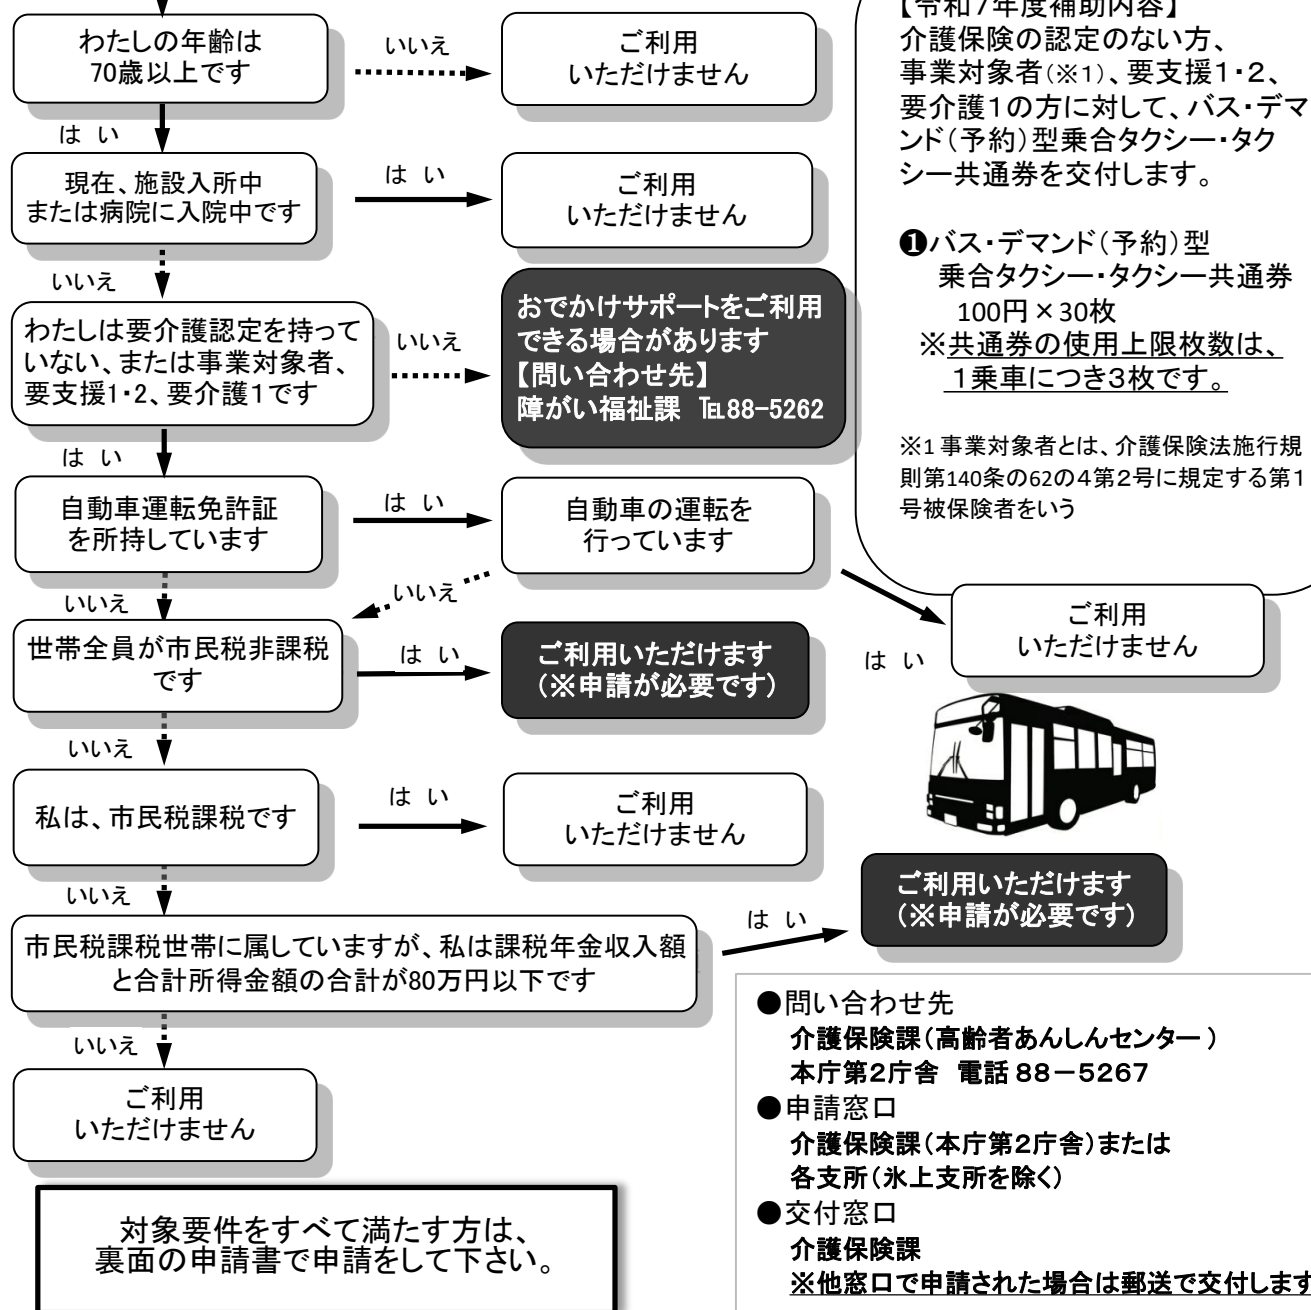 わたしの年齢は
70歳以上です
いいえ
ご利用
いただけません
は い
現在、施設入所中
または病院に入院中です
は い
ご利用
いただけません
いいえ
わたしは要介護認定を持って
いない、または事業対象者、
要支援1・2、要介護1です
いいえ
おでかけサポートをご利用
できる場合があります
【問い合わせ先】
障がい福祉課 ℡88-5262
は い
自動車運転免許証
を所持しています
は い
自動車の運転を
行っています
いいえ
いいえ
は い
ご利用
いただけません
世帯全員が市民税非課税
です
は い
ご利用いただけます
(※申請が必要です)
いいえ
私は、市民税課税です
は い
ご利用
いただけません
いいえ
市民税課税世帯に属していますが、私は課税年金収入額
と合計所得金額の合計が80万円以下です
は い
ご利用いただけます
(※申請が必要です)
いいえ
ご利用
いただけません
対象要件をすべて満たす方は、
裏面の申請書で申請をして下さい。
【令和7年度補助内容】
介護保険の認定のない方、
事業対象者(※1)、要支援1・2、
要介護1の方に対して、バス・デマ
ンド(予約)型乗合タクシー・タク
シー共通券を交付します。
❶バス・デマンド(予約)型
乗合タクシー・タクシー共通券
100円×30枚
※共通券の使用上限枚数は、
1乗車につき3枚です。
※1 事業対象者とは、介護保険法施行規
則第140条の62の4第2号に規定する第1
号被保険者をいう
●問い合わせ先
介護保険課(高齢者あんしんセンター)
本庁第2庁舎 電話 88-5267
●申請窓口
介護保険課(本庁第2庁舎)または
各支所(氷上支所を除く)
●交付窓口
介護保険課
※他窓口で申請された場合は郵送で交付します